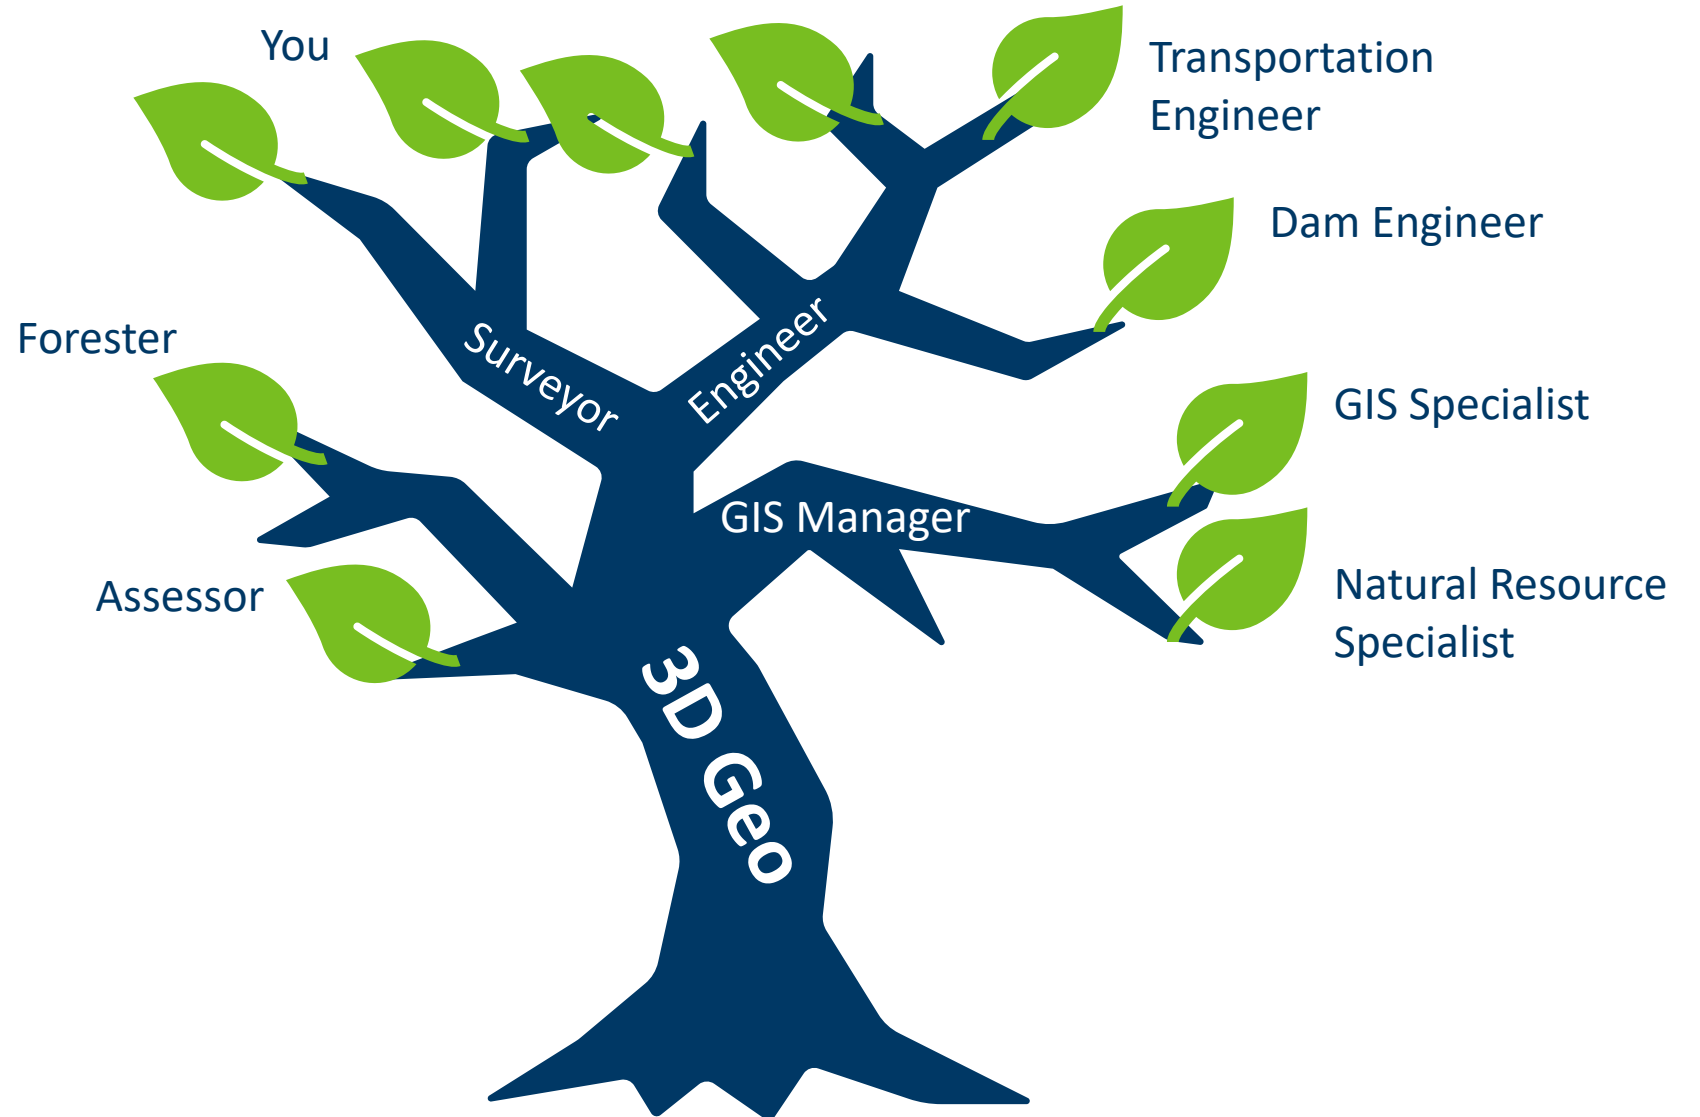 You
Transportation
Engineer
Dam Engineer
Forester
Surveyor
Engineer
GIS Specialist
GIS Manager
Assessor
Natural Resource
Specialist
3D Geo